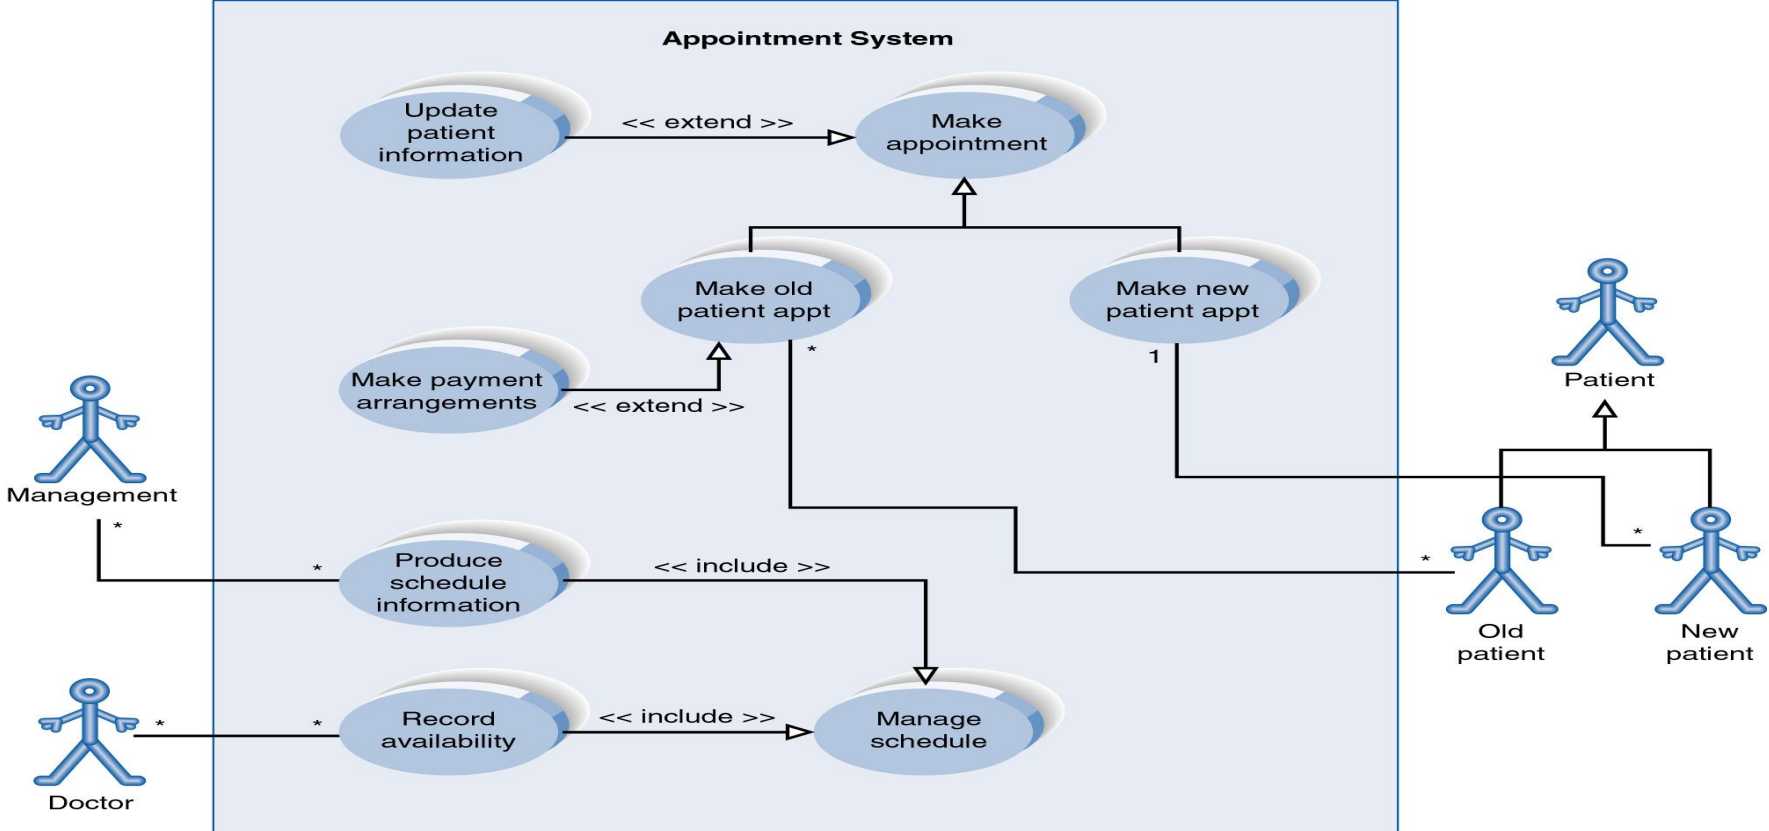 Appointment System
Update
patient
information
<< extend >>
Make
appointment
Make old
patient appt
*
Make new
patient appt
1
Patient
Make payment
arrangements
<< extend >>
Management
*
*
Produce
schedule
information
<< include >>
*
*
Old
patient
New
patient
Doctor
*
*
Record
availability
<< include >>
Manage
schedule